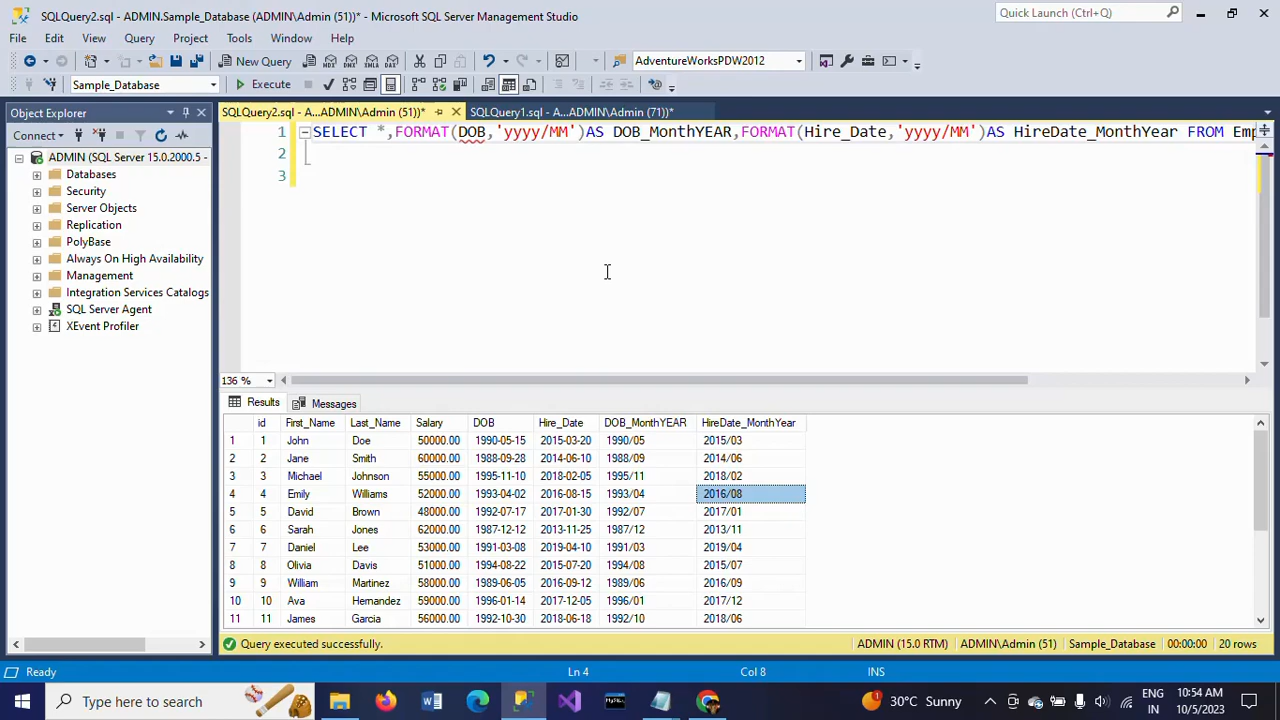 SQLQuery2.sql - ADMIN.Sample_Database (ADMIN\Admin (51))* - Microsoft SQL Server Management Studio
Quick Launch (Ctrl+Q)
File Edit View Query Project Tools Window Help
New Query
MDX DMX XMLA DAX
AdventureWorksPDW2012
Sample_Database
Execute
Object Explorer
SQLQuery2.sql - A...ADMIN\Admin (51))*
SQLQuery1.sql - A...ADMIN\Admin (71))*
Connect
ADMIN (SQL Server 15.0.2000.5 -
Databases
Security
Server Objects
Replication
PolyBase
Always On High Availability
Management
Integration Services Catalogs
SQL Server Agent
XEvent Profiler
1 SELECT *,FORMAT(DOB,'yyyy/MM')AS DOB_MonthYEAR,FORMAT(Hire_Date,'yyyy/MM')AS HireDate_MonthYear FROM Emp
2
3
136 %
Results Messages
id First_Name Last_Name Salary DOB Hire_Date DOB_MonthYEAR HireDate_MonthYear
1 1 John Doe 50000.00 1990-05-15 2015-03-20 1990/05 2015/03
2 2 Jane Smith 60000.00 1988-09-28 2014-06-10 1988/09 2014/06
3 3 Michael Johnson 55000.00 1995-11-10 2018-02-05 1995/11 2018/02
4 4 Emily Williams 52000.00 1993-04-02 2016-08-15 1993/04 2016/08
5 5 David Brown 48000.00 1992-07-17 2017-01-30 1992/07 2017/01
6 6 Sarah Jones 62000.00 1987-12-12 2013-11-25 1987/12 2013/11
7 7 Daniel Lee 53000.00 1991-03-08 2019-04-10 1991/03 2019/04
8 8 Olivia Davis 51000.00 1994-08-22 2015-07-20 1994/08 2015/07
9 9 William Martinez 58000.00 1989-06-05 2016-09-12 1989/06 2016/09
10 10 Ava Hernandez 59000.00 1996-01-14 2017-12-05 1996/01 2017/12
11 11 James Garcia 56000.00 1992-10-30 2018-06-18 1992/10 2018/06
Query executed successfully.
ADMIN (15.0 RTM) ADMIN\Admin (51) Sample_Database 00:00:00 20 rows
Ready Ln 4 Col 8 INS
Type here to search
MySQL
30°C Sunny
ENG
IN
10:54 AM
10/5/2023